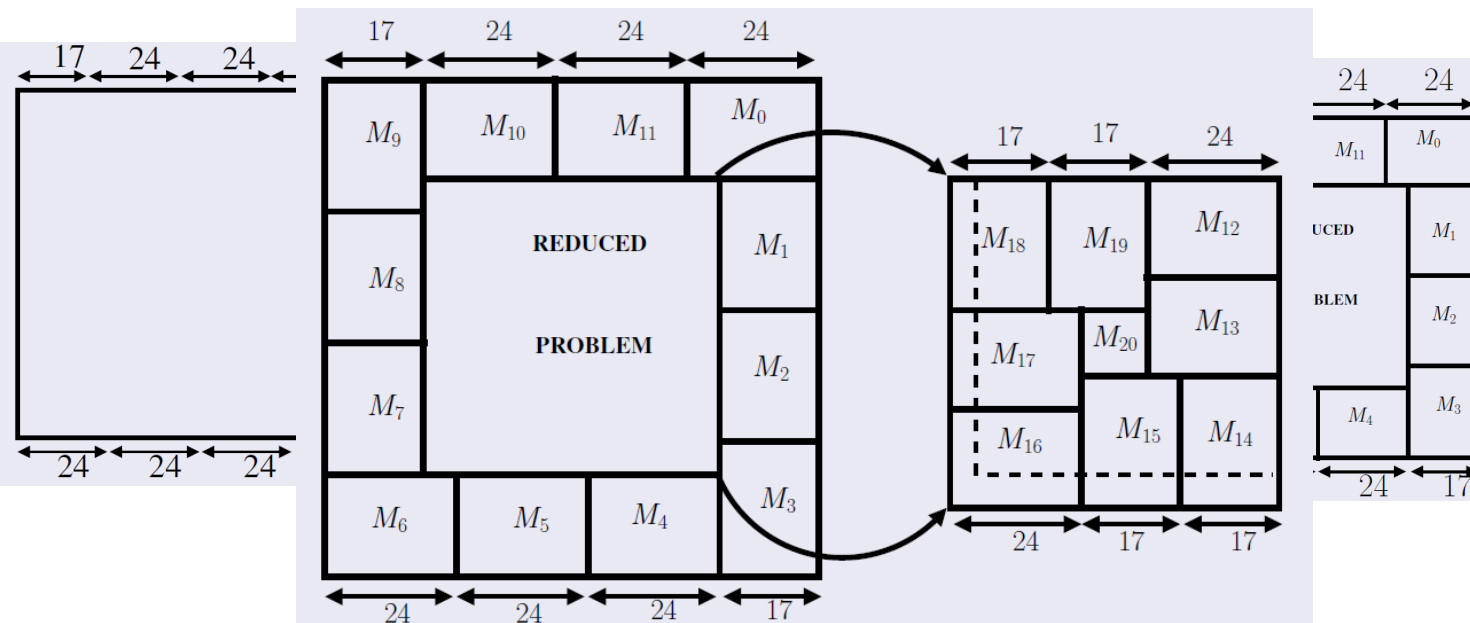 17 24 24
24 24 24
17 24 24 24
M9 M10 M11 M0
M8 M1
M7 M2
M6 M5 M4 M3
REDUCED
PROBLEM
24 24 24 17
17 17 24
M18 M19 M12
M17 M20 M13
M16 M15 M14
24 17 17
24 24
M11 M0
UCED M1
BLEM M2
M4 M3
24 17